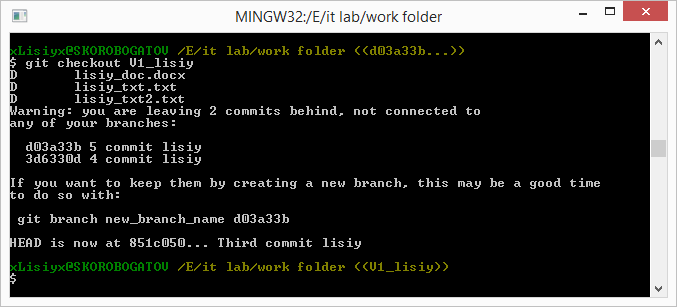 MINGW32:/E/it lab/work folder
xLisiyx@SKOROBOGATOV /E/it lab/work folder ((d03a33b...))
$ git checkout V1_lisiy
D       lisiy_doc.docx
D       lisiy_txt.txt
D       lisiy_txt2.txt
Warning: you are leaving 2 commits behind, not connected to
any of your branches:
  d03a33b 5 commit lisiy
  3d6330d 4 commit lisiy
If you want to keep them by creating a new branch, this may be a good time
to do so with:
 git branch new_branch_name d03a33b
HEAD is now at 851c050... Third commit lisiy
xLisiyx@SKOROBOGATOV /E/it lab/work folder ((V1_lisiy))
$